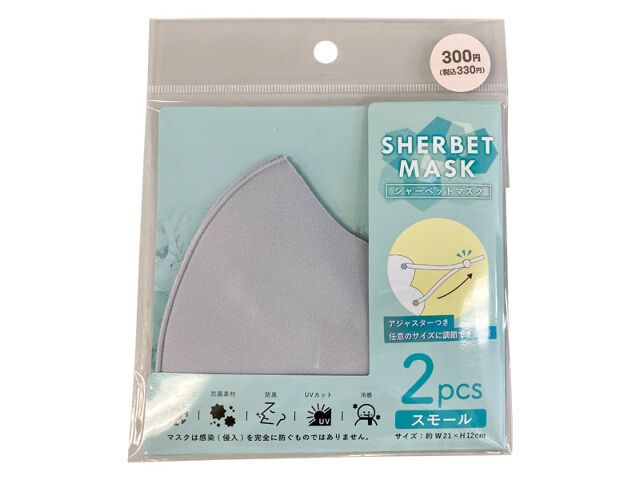 300円
(税込330円)
SHERBET
MASK
シャーベットマスク
アジャスターつき
任意のサイズに調節でき
2pcs
スモール
サイズ：約 W21×H12cm
抗菌素材
防臭
UVカット
冷感
UV
マスクは感染(侵入)を完全に防ぐものではありません。